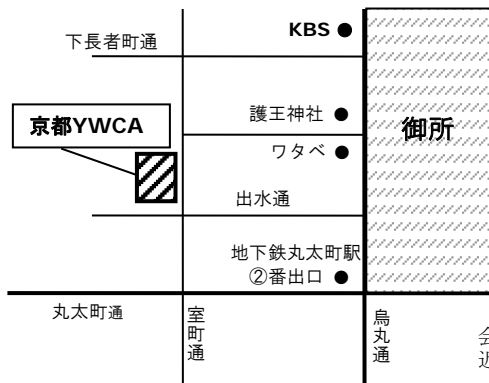 KBS
下長者町通
護王神社
京都YWCA
御所
ワタベ
出水通
地下鉄丸太町駅
②番出口
丸太町通
室町通
烏丸通
会
近